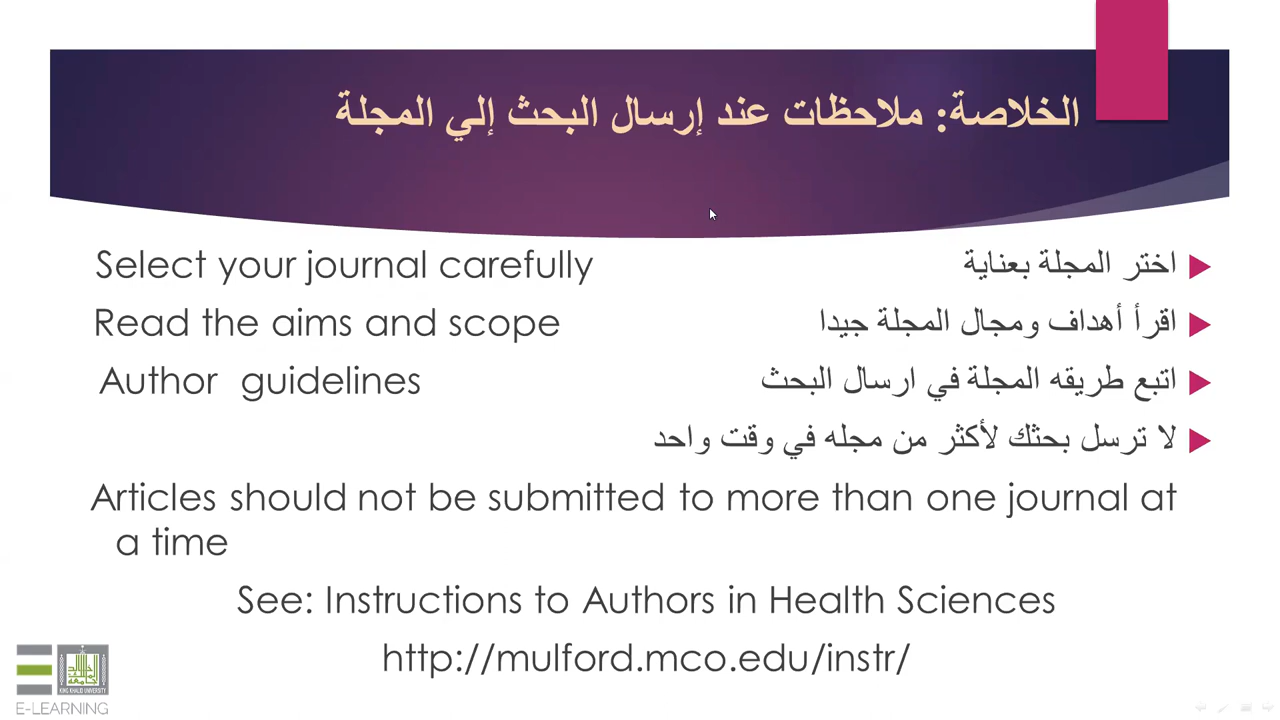 الخلاصة: ملاحظات عند إرسال البحث إلي المجلة
اختر المجلة بعناية Select your journal carefully
اقرأ أهداف ومجال المجلة جيدا Read the aims and scope
اتبع طريقه المجلة في ارسال البحث Author guidelines
لا ترسل بحثك لأكثر من مجله في وقت واحد
Articles should not be submitted to more than one journal at
a time
See: Instructions to Authors in Health Sciences
http://mulford.mco.edu/instr/
KING KHALID UNIVERSITY
E-LEARNING